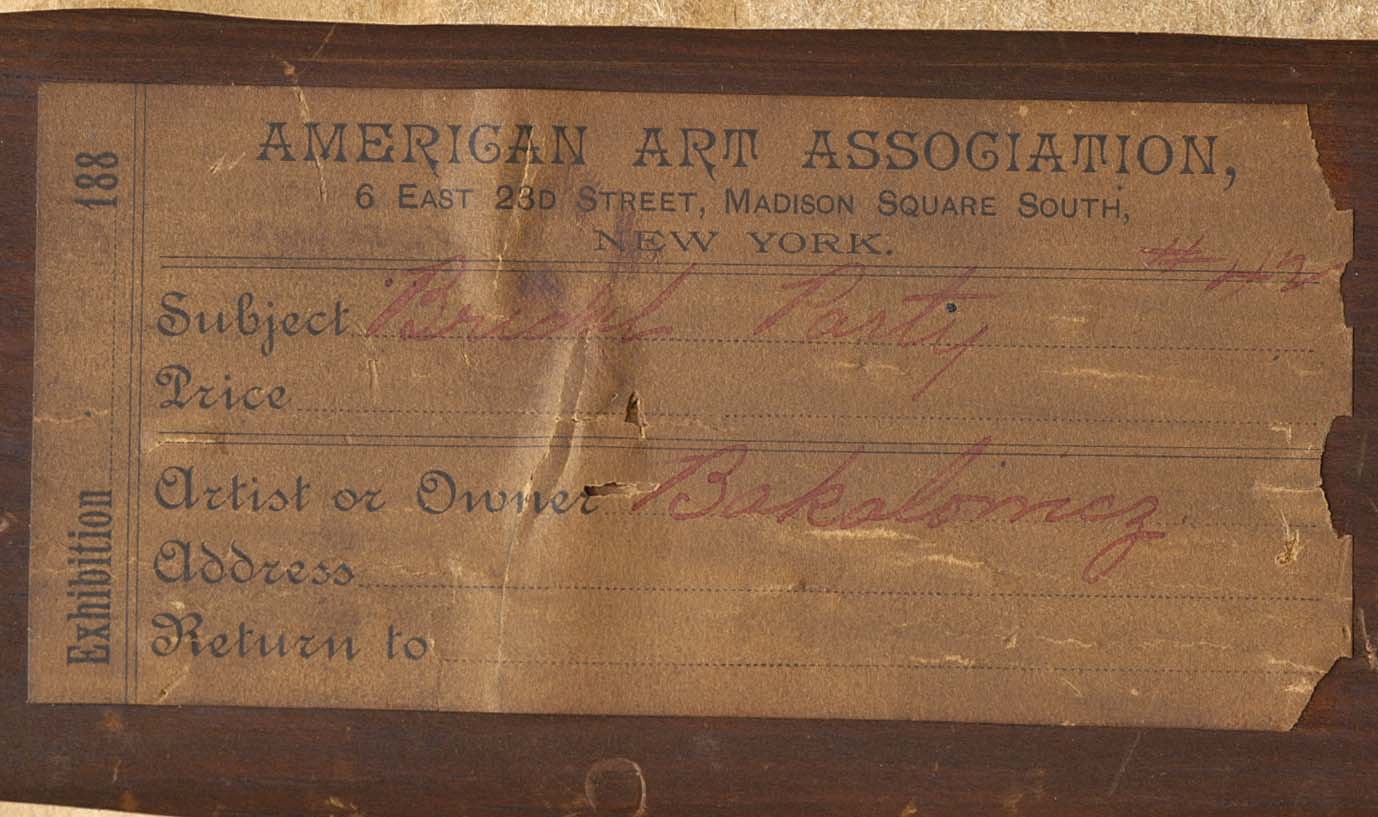 AMERICAN ART ASSOCIATION,
6 EAST 23D STREET, MADISON SQUARE SOUTH,
NEW YORK.
Exhibition 188
#
Subject Bridal Party
Price
Artist or Owner Bakalomcz
Address
Return to